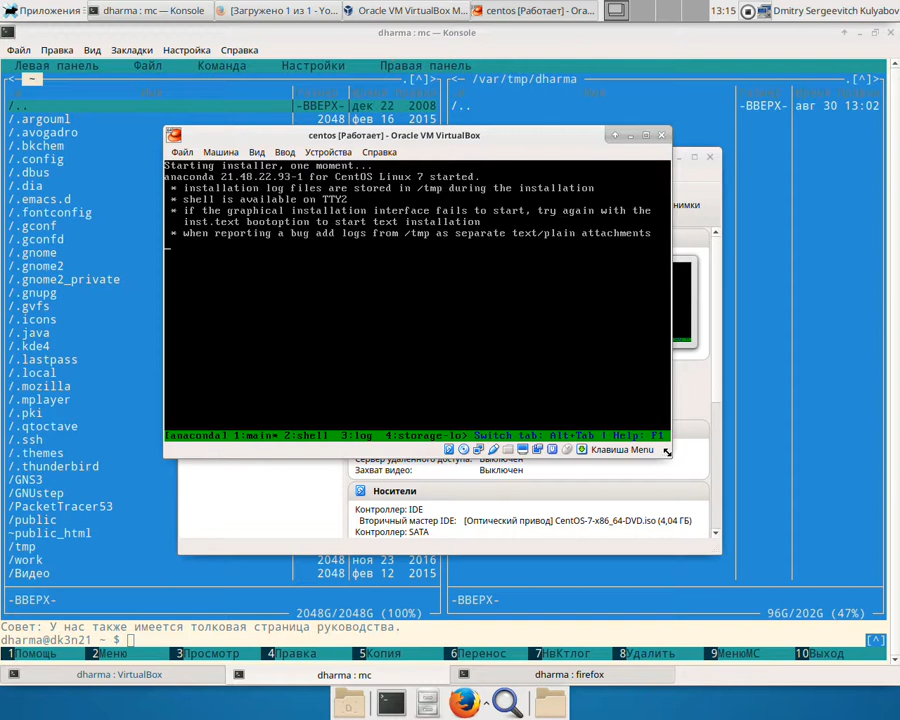 Приложения
dharma : mc — Konsole
[Загружено 1 из 1 - Yo...
Oracle VM VirtualBox M...
centos [Работает] - Ora...
13:15
Dmitry Sergeevitch Kulyabov
dharma : mc — Konsole
Файл Правка Вид Закладки Настройка Справка
Левая панель Файл Команда Настройки Правая панель
<— ~ .[^]>
<— /var/tmp/dharma .[^]>
/.. -ВВЕРХ- дек 22 2008
/.. -ВВЕРХ- авг 30 13:02
/.argouml 2048 фев 16 2015
/.avogadro
/.bkchem
/.config
/.dbus
/.dia
/.emacs.d
/.fontconfig
/.gconf
/.gconfd
/.gnome
/.gnome2
/.gnome2_private
/.gnupg
/.gvfs
/.icons
/.java
/.kde4
/.lastpass
/.local
/.mozilla
/.mplayer
/.pki
/.qtoctave
/.ssh
/.themes
/.thunderbird
/GNS3
/GNUstep
/PacketTracer53
/public
~public_html
/tmp
/work 2048 ноя 23 2016
/Видео 2048 фев 12 2015
-ВВЕРХ-
2048G/2048G (100%)
-ВВЕРХ-
96G/202G (47%)
centos [Работает] - Oracle VM VirtualBox
Файл Машина Вид Ввод Устройства Справка
Starting installer, one moment...
anaconda 21.48.22.93-1 for CentOS Linux 7 started.
* installation log files are stored in /tmp during the installation
* shell is available on TTY2
* if the graphical installation interface fails to start, try again with the
inst.text bootoption to start text installation
* when reporting a bug add logs from /tmp as separate text/plain attachments
[anaconda] 1:main* 2:shell 3:log 4:storage-lo> Switch tab: Alt+Tab | Help: F1
Клавиша Menu
нимки
Сервер удалённого доступа: Выключен
Захват видео: Выключен
Носители
Контроллер: IDE
Вторичный мастер IDE: [Оптический привод] CentOS-7-x86_64-DVD.iso (4,04 ГБ)
Контроллер: SATA
Совет: У нас также имеется толковая страница руководства.
dharma@dk3n21 ~ $ [^]
1Помощь 2Меню 3Просмотр 4Правка 5Копия 6Перенос 7НвКтлог 8Удалить 9МенюМС 10Выход
dharma : VirtualBox
dharma : mc
dharma : firefox